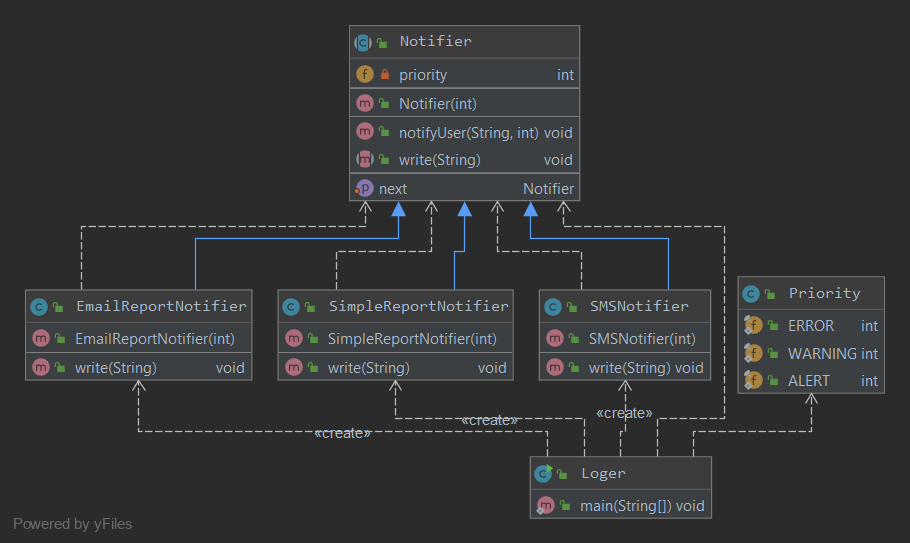 Notifier
priority int
Notifier(int)
notifyUser(String, int) void
write(String) void
next Notifier
EmailReportNotifier
EmailReportNotifier(int)
write(String) void
SimpleReportNotifier
SimpleReportNotifier(int)
write(String) void
SMSNotifier
SMSNotifier(int)
write(String) void
Priority
ERROR int
WARNING int
ALERT int
«create»
«create»
«create»
Loger
main(String[]) void
Powered by yFiles